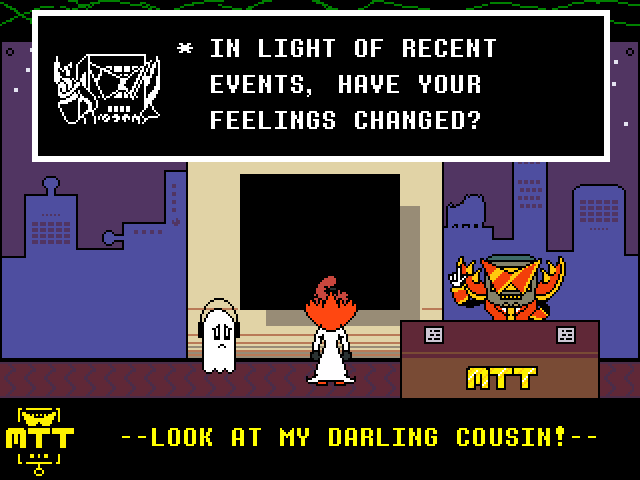 * IN LIGHT OF RECENT
EVENTS, HAVE YOUR
FEELINGS CHANGED?
MTT
MTT
--LOOK AT MY DARLING COUSIN!--